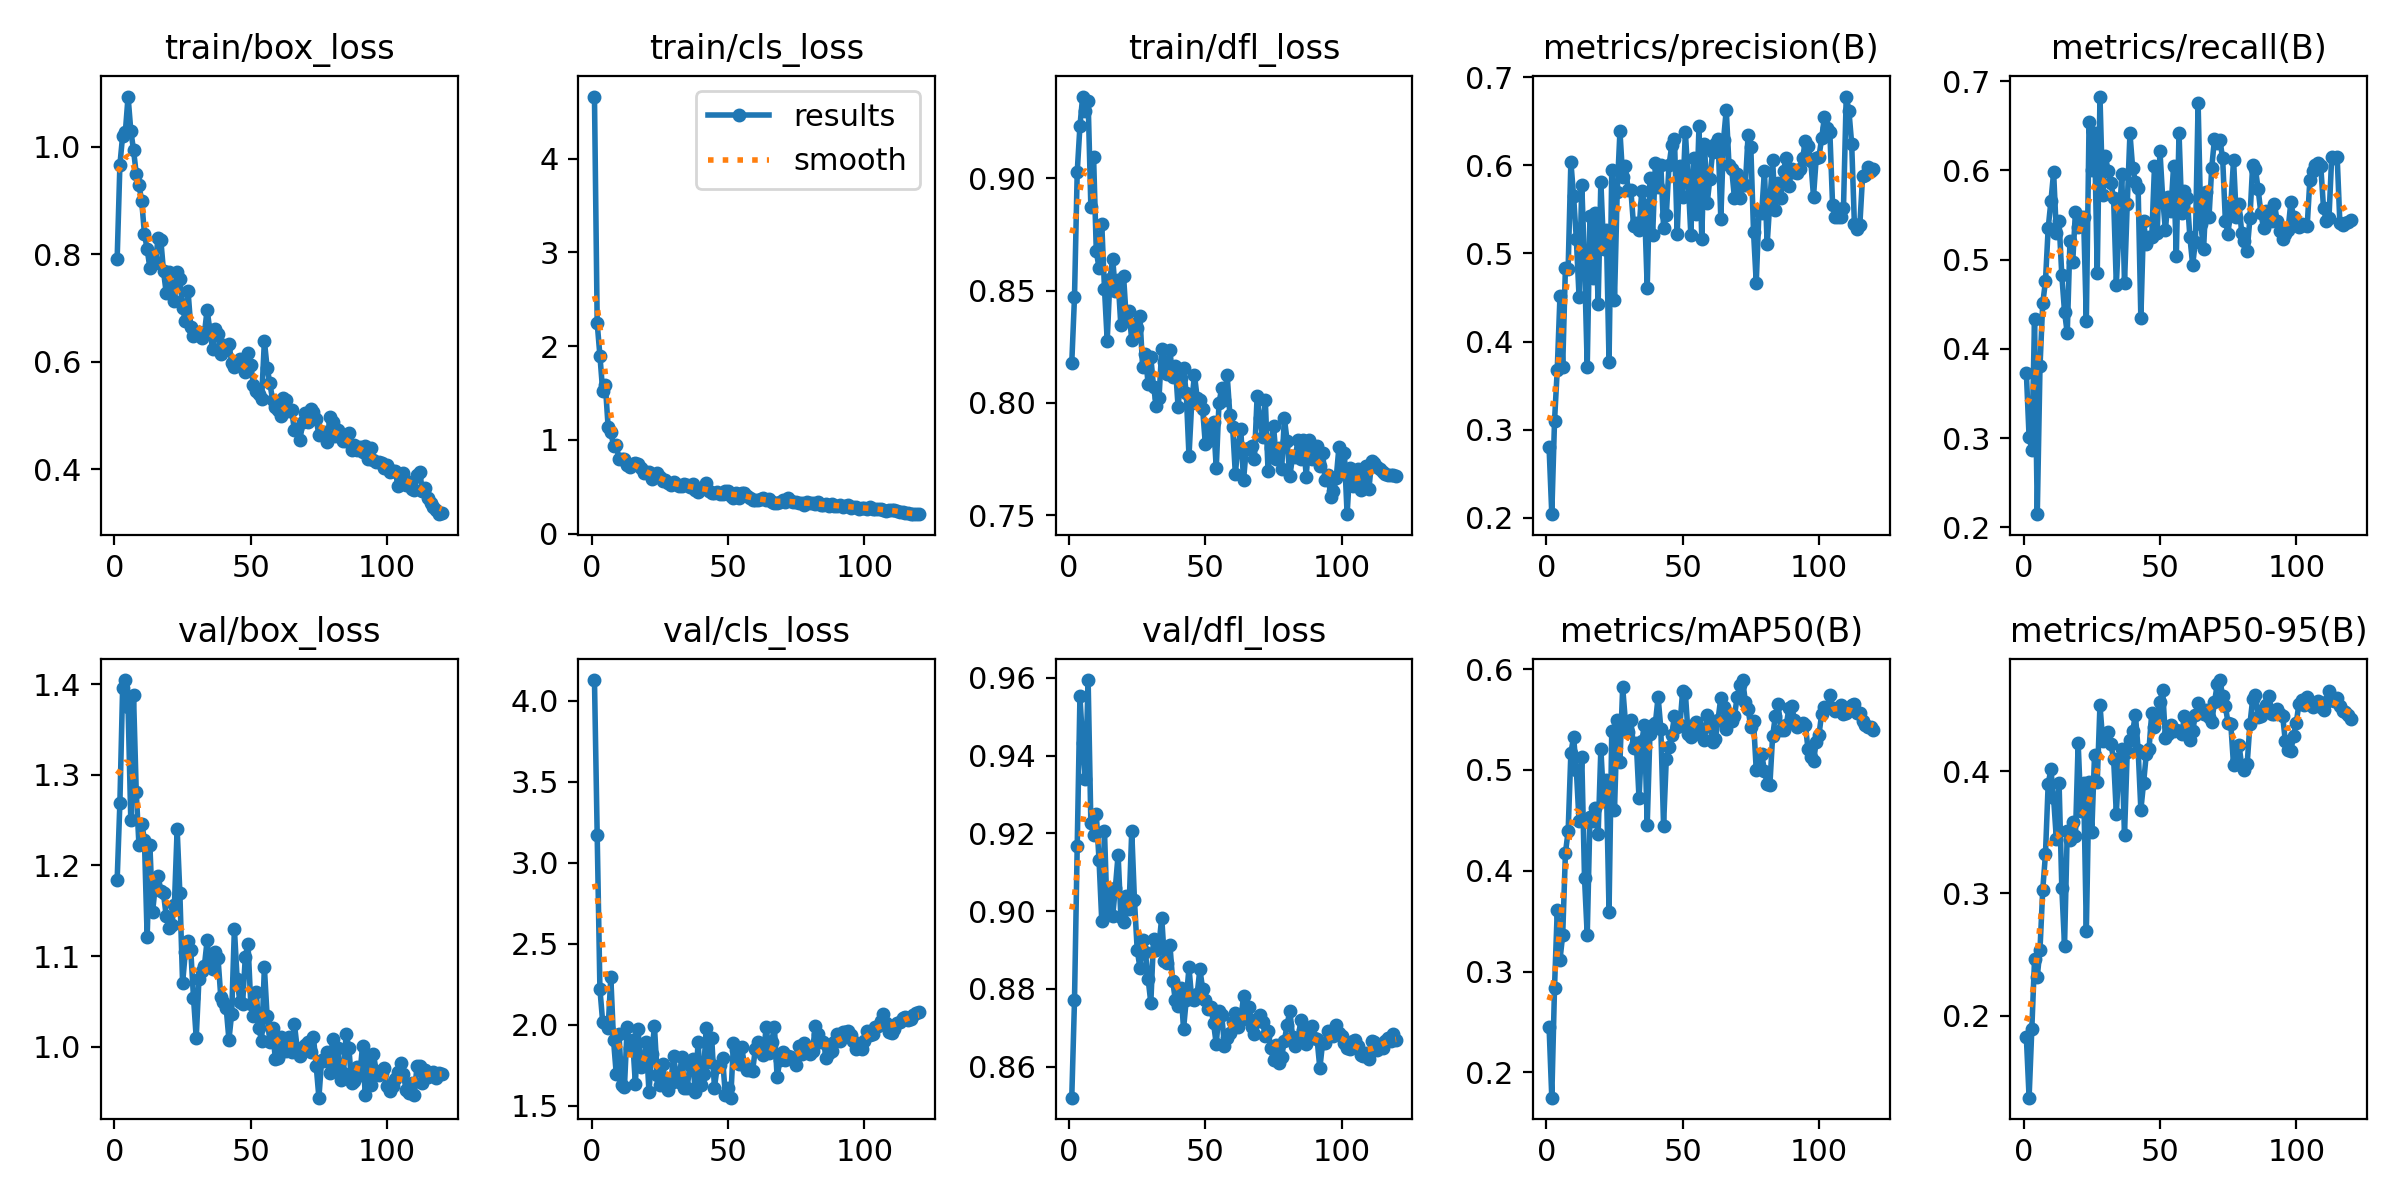 train/box_loss
1.0
0.8
0.6
0.4
0 50 100
train/cls_loss
results
smooth
4
3
2
1
0
0 50 100
train/dfl_loss
0.90
0.85
0.80
0.75
0 50 100
metrics/precision(B)
0.7
0.6
0.5
0.4
0.3
0.2
0 50 100
metrics/recall(B)
0.7
0.6
0.5
0.4
0.3
0.2
0 50 100
val/box_loss
1.4
1.3
1.2
1.1
1.0
0 50 100
val/cls_loss
4.0
3.5
3.0
2.5
2.0
1.5
0 50 100
val/dfl_loss
0.96
0.94
0.92
0.90
0.88
0.86
0 50 100
metrics/mAP50(B)
0.6
0.5
0.4
0.3
0.2
0 50 100
metrics/mAP50-95(B)
0.4
0.3
0.2
0 50 100